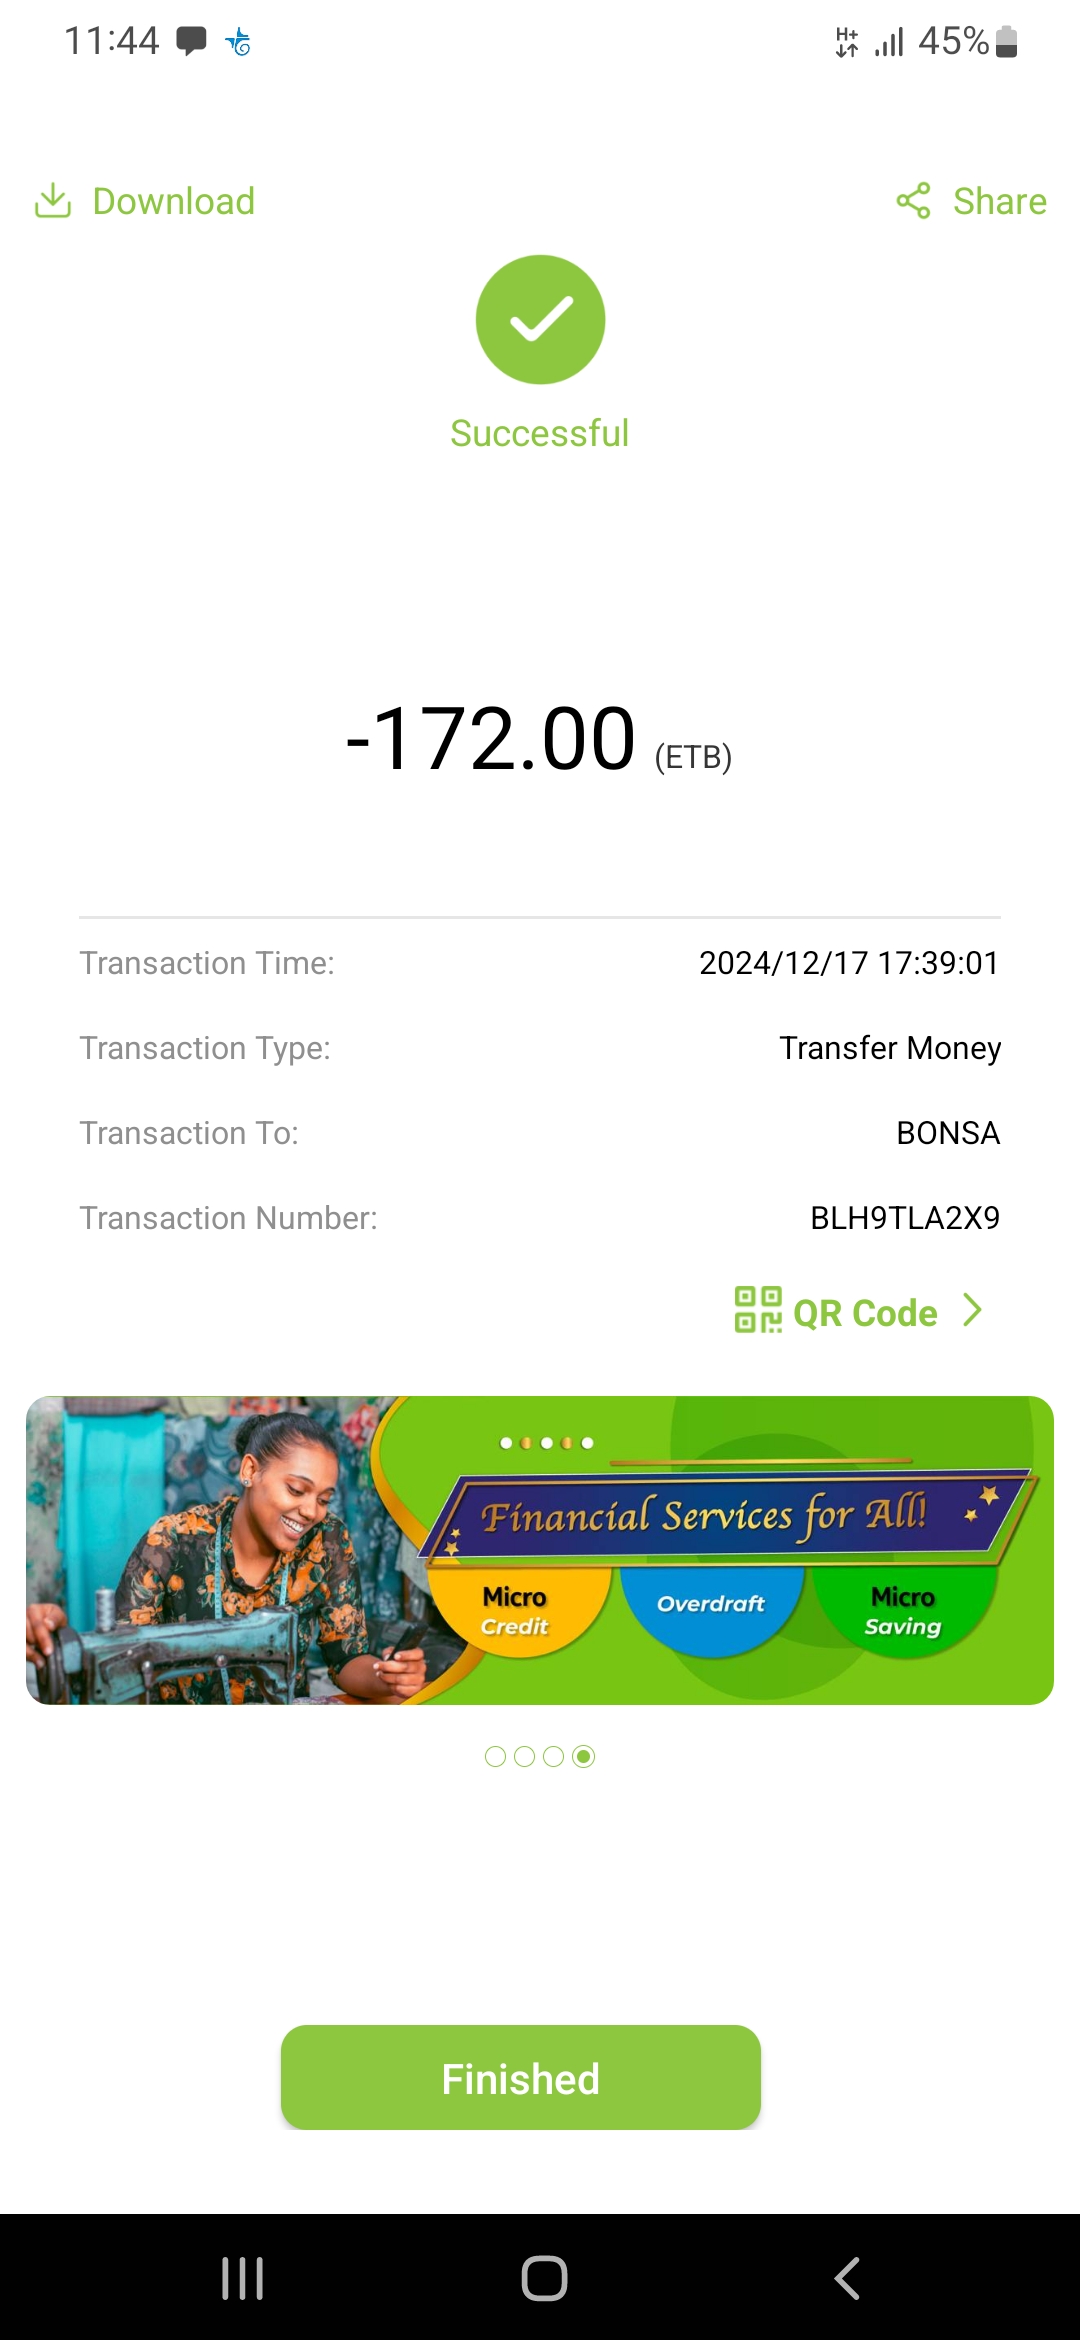 11:44 H+ 45%
Download Share
Successful
-172.00 (ETB)
Transaction Time: 2024/12/17 17:39:01
Transaction Type: Transfer Money
Transaction To: BONSA
Transaction Number: BLH9TLA2X9
QR Code
Financial Services for All!
Micro
Credit
Overdraft
Micro
Saving
Finished